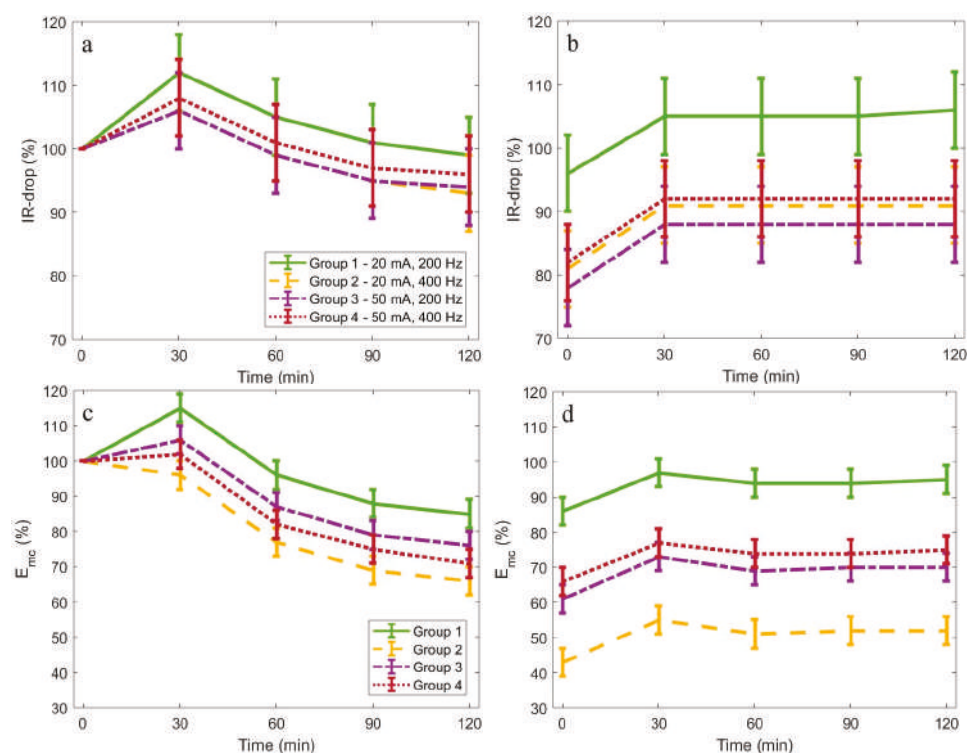 a
120
110
100
90
80
70
IR-drop (%)
0 30 60 90 120
Time (min)
Group 1 - 20 mA, 200 Hz
Group 2 - 20 mA, 400 Hz
Group 3 - 50 mA, 200 Hz
Group 4 - 50 mA, 400 Hz
b
120
110
100
90
80
70
IR-drop (%)
0 30 60 90 120
Time (min)
c
120
110
100
90
80
70
60
50
40
30
Emc (%)
0 30 60 90 120
Time (min)
Group 1
Group 2
Group 3
Group 4
d
120
110
100
90
80
70
60
50
40
30
Emc (%)
0 30 60 90 120
Time (min)